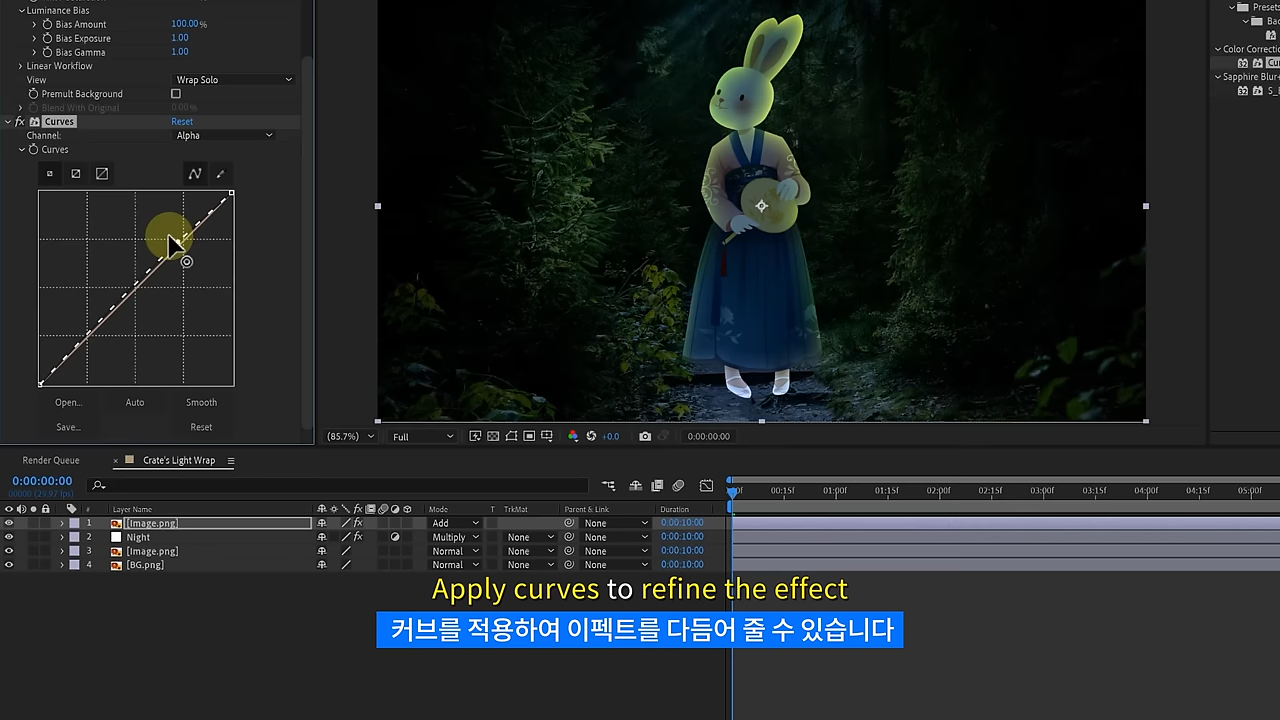 Luminance Bias
Bias Amount 100.00 %
Bias Exposure 1.00
Bias Gamma 1.00
Linear Workflow
View Wrap Solo
Premult Background
Blend With Original 0.00 %
fx Curves Reset
Channel: Alpha
Curves
Open... Auto Smooth
Save... Reset
Presets
Color Correctio
Sapphire Blur+
(85.7%) Full +0.0 0:00:00:00
Render Queue × Crate's Light Wrap
0:00:00:00
00000 (29.97 fps)
00:15f 01:00f 01:15f 02:00f 02:15f 03:00f 03:15f 04:00f 04:15f 05:00f
# Layer Name fx Mode T TrkMat Parent & Link Duration
1 [Image.png] fx Add None 0:00:10:00
2 Night fx Multiply None None 0:00:10:00
3 [Image.png] Normal None None 0:00:10:00
4 [BG.png] Normal None None 0:00:10:00
Apply curves to refine the effect
커브를 적용하여 이펙트를 다듬어 줄 수 있습니다